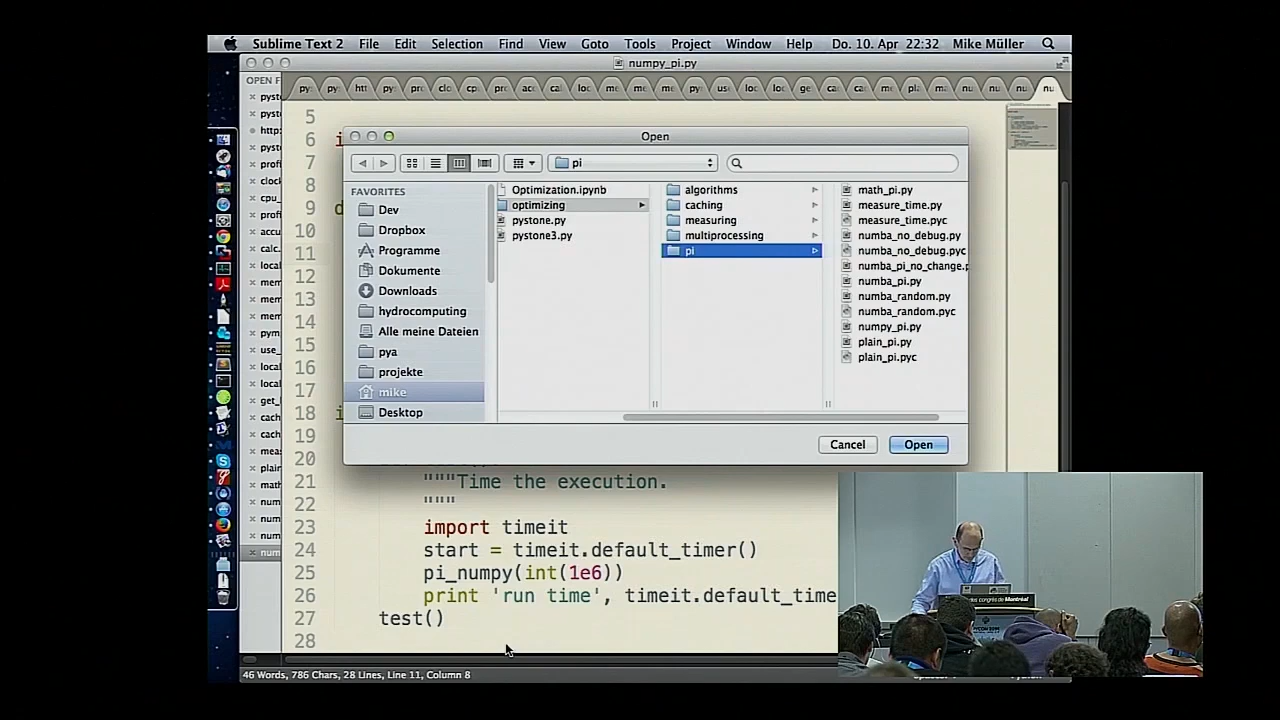 Sublime Text 2 File Edit Selection Find View Goto Tools Project Window Help Do. 10. Apr 22:32 Mike Müller
numpy_pi.py
OPEN F
5
6
7
8
9
10
11
12
13
14
15
16
17
18
19
20
Open
pi
FAVORITES
Dev
Dropbox
Programme
Dokumente
Downloads
hydrocomputing
Alle meine Dateien
pya
projekte
mike
Desktop
Optimization.ipynb
optimizing
pystone.py
pystone3.py
algorithms
caching
measuring
multiprocessing
pi
math_pi.py
measure_time.py
measure_time.pyc
numba_no_debug.py
numba_no_debug.pyc
numba_pi_no_change.p
numba_pi.py
numba_random.py
numba_random.pyc
numpy_pi.py
plain_pi.py
plain_pi.pyc
Cancel Open
21 """Time the execution.
22 """
23 import timeit
24 start = timeit.default_timer()
25 pi_numpy(int(1e6))
26 print 'run time', timeit.default_time
27 test()
28
46 Words, 786 Chars, 28 Lines, Line 11, Column 8